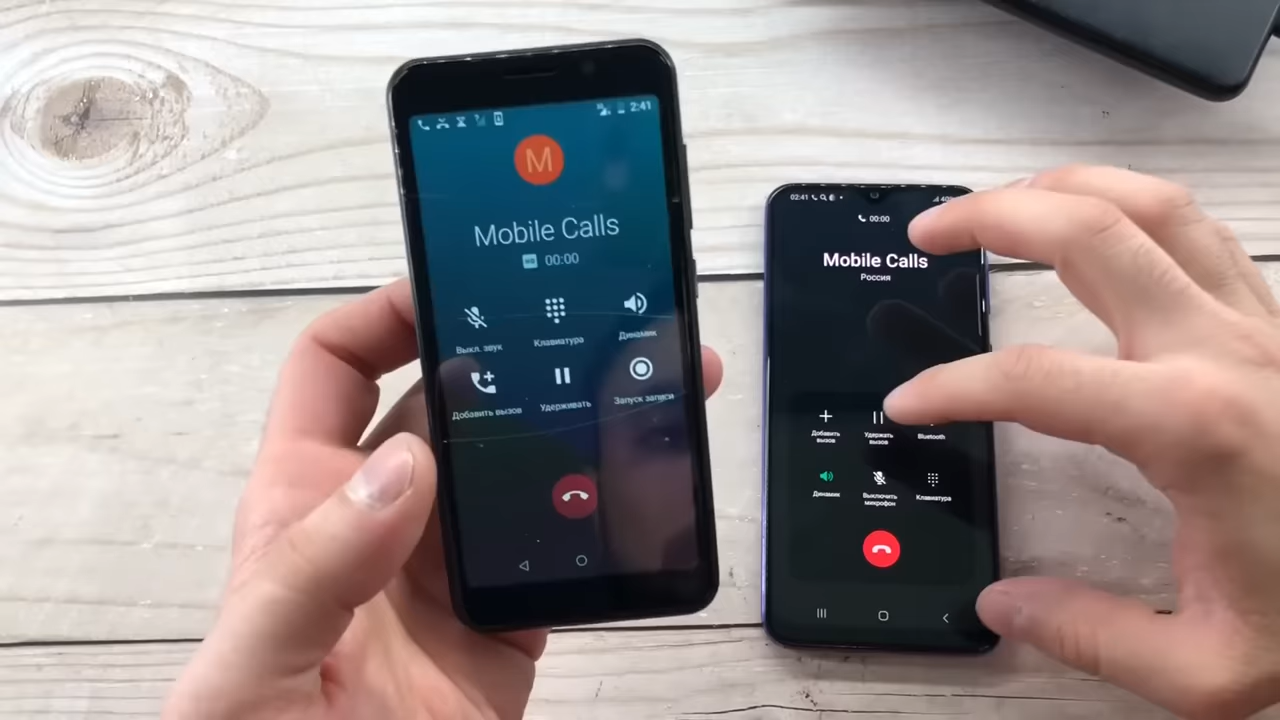 2:41
M
Mobile Calls
00:00
Выкл. звук
Клавиатура
Динамик
Добавить вызов
Удерживать
Запуск записи
02:41
00:00
Mobile Calls
Россия
Добавить
вызов
Удержать
вызов
Bluetooth
Динамик
Выключить
микрофон
Клавиатура